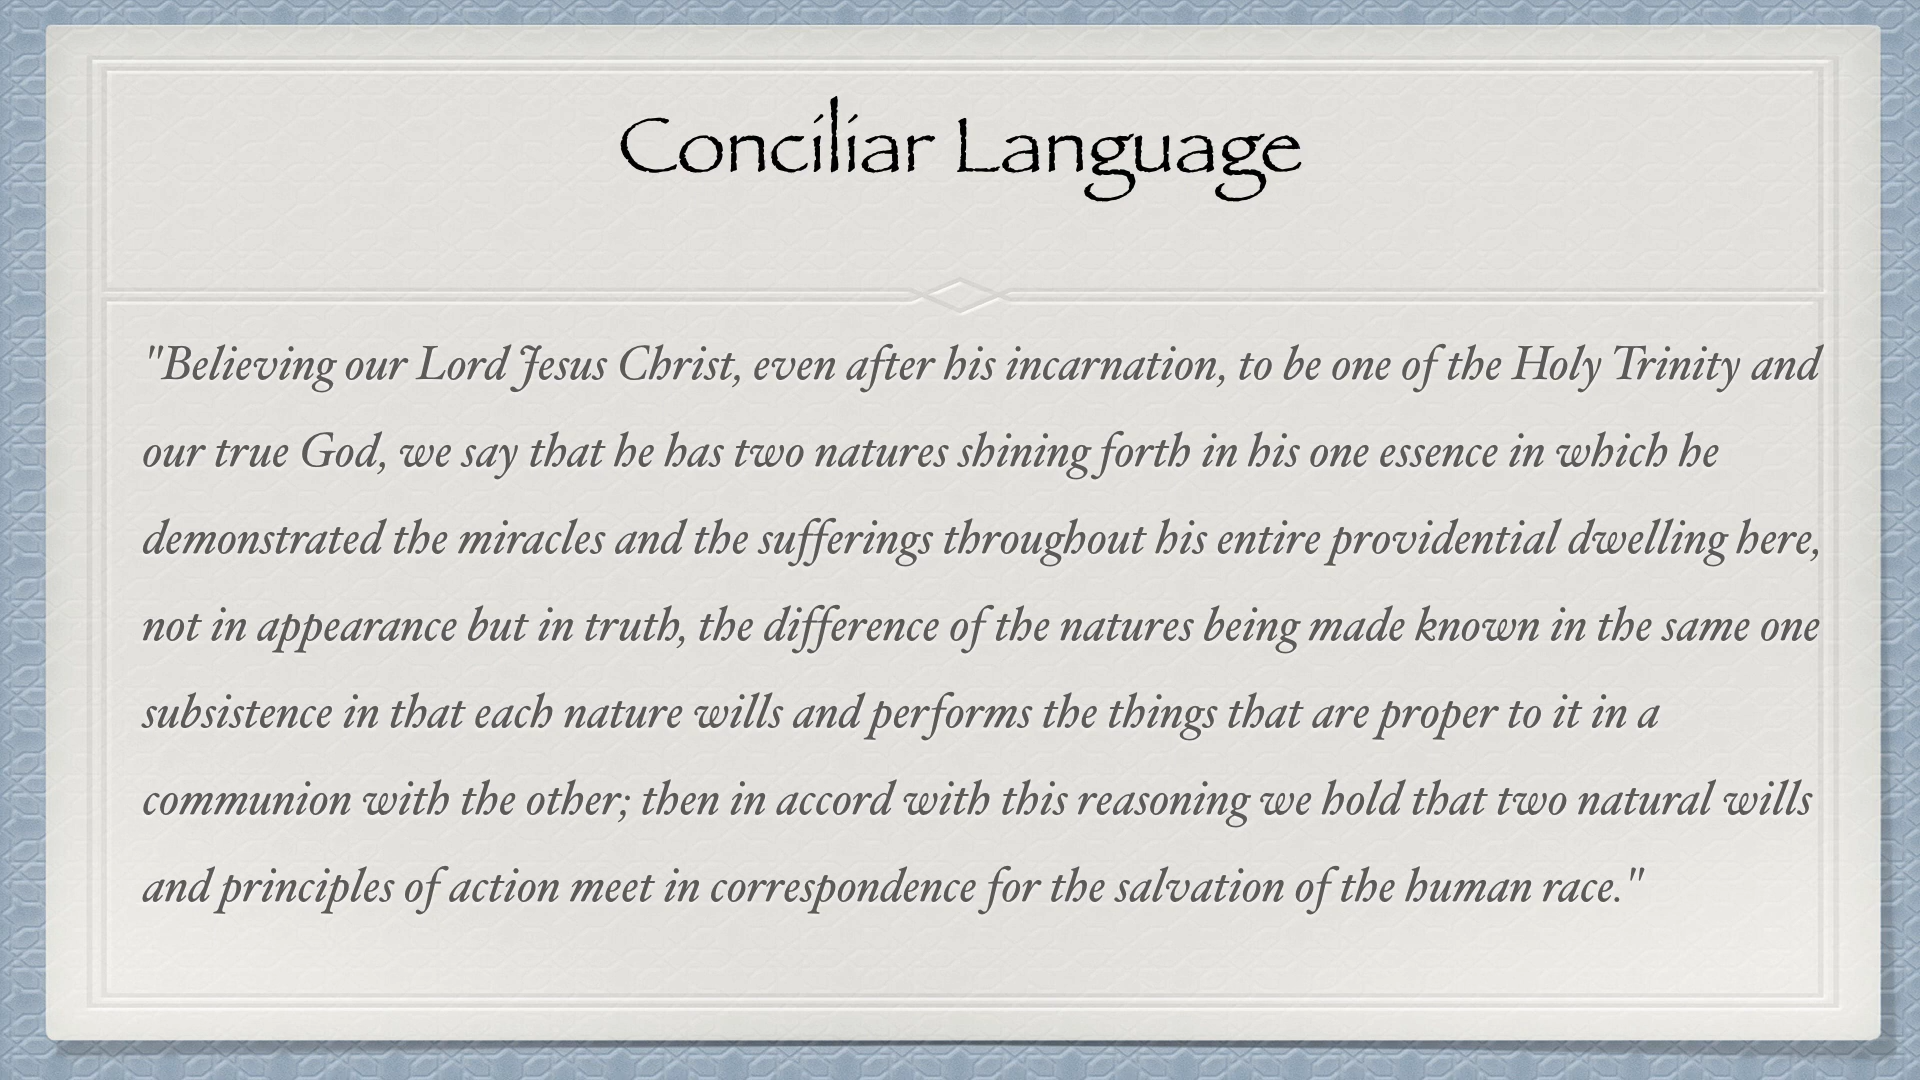 Conciliar Language
"Believing our Lord Jesus Christ, even after his incarnation, to be one of the Holy Trinity and
our true God, we say that he has two natures shining forth in his one essence in which he
demonstrated the miracles and the sufferings throughout his entire providential dwelling here,
not in appearance but in truth, the difference of the natures being made known in the same one
subsistence in that each nature wills and performs the things that are proper to it in a
communion with the other; then in accord with this reasoning we hold that two natural wills
and principles of action meet in correspondence for the salvation of the human race."